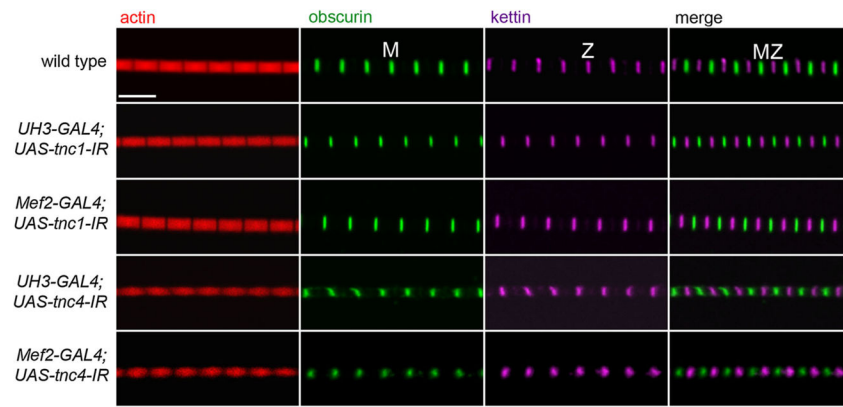 actin obscurin kettin merge
wild type M Z MZ
UH3-GAL4;
UAS-tnc1-IR
Mef2-GAL4;
UAS-tnc1-IR
UH3-GAL4;
UAS-tnc4-IR
Mef2-GAL4;
UAS-tnc4-IR